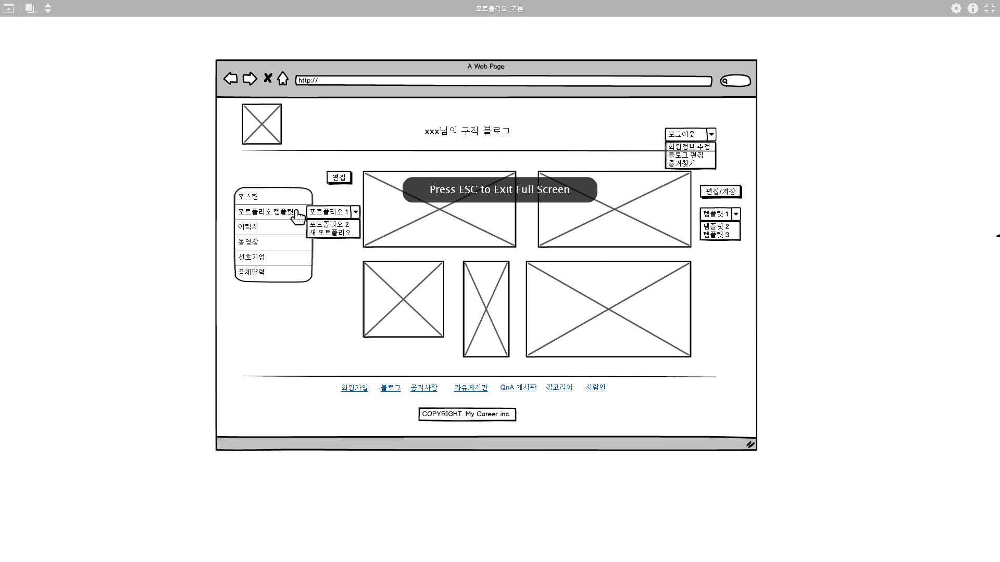 포트폴리오_기본
A Web Page
http://
xxx님의 구직 블로그
로그아웃
회원정보 수정
블로그 편집
즐겨찾기
편집
Press ESC to Exit Full Screen
편집/저장
포스팅
포트폴리오 템플릿
이력서
동영상
선호기업
공채달력
포트폴리오 1
포트폴리오 2
새 포트폴리오
템플릿 1
템플릿 2
템플릿 3
회원가입 블로그 공지사항 자유게시판 QnA 게시판 잡코리아 사람인
COPYRIGHT. My Career inc.